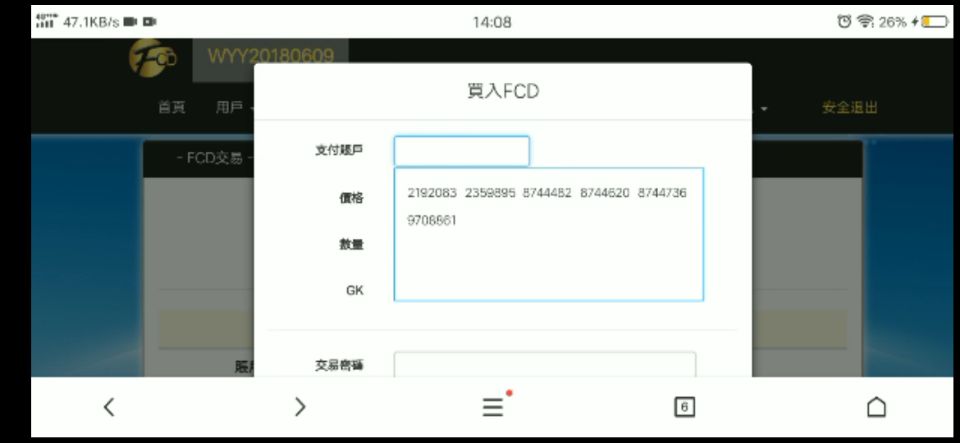 47.1KB/s 14:08 26%
FCD WYY20180609
買入FCD
首頁 用戶 安全退出
- FCD交易 -
支付賬戶
價格
2192083 2359895 8744482 8744620 8744736
9708861
數量
GK
賬戶
交易密碼
6